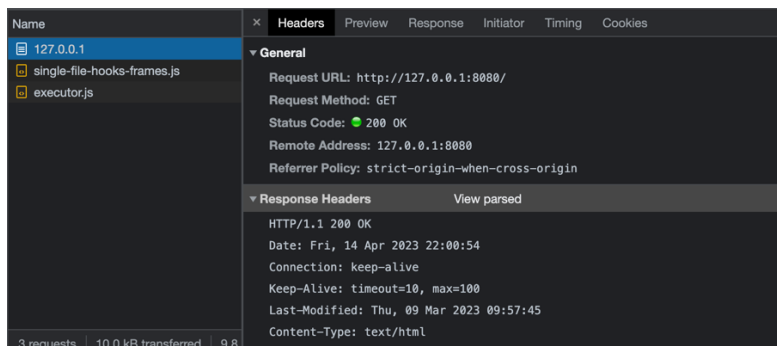 Name
127.0.0.1
single-file-hooks-frames.js
executor.js
3 requests 10.0 kB transferred 9.8
× Headers Preview Response Initiator Timing Cookies
General
Request URL: http://127.0.0.1:8080/
Request Method: GET
Status Code: 200 OK
Remote Address: 127.0.0.1:8080
Referrer Policy: strict-origin-when-cross-origin
Response Headers View parsed
HTTP/1.1 200 OK
Date: Fri, 14 Apr 2023 22:00:54
Connection: keep-alive
Keep-Alive: timeout=10, max=100
Last-Modified: Thu, 09 Mar 2023 09:57:45
Content-Type: text/html